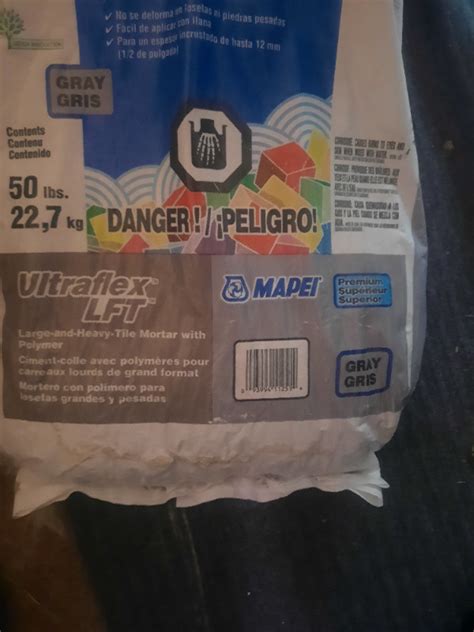 ✓ No se deforma en losetas ni piedras pesadas
✓ Fácil de aplicar con llana
✓ Para un espesor incrustado de hasta 12 mm
(1/2 de pulgada)
GRAY
GRIS
Contents
Contenu
Contenido
50 lbs.
22,7 kg
DANGER! / ¡PELIGRO!
Ultraflex™
LFT™
Large-and-Heavy-Tile Mortar with
Polymer
Ciment-colle avec polymères pour
carreaux lourds de grand format
Mortero con polímero para
losetas grandes y pesadas
MAPEI®
Premium
Supérieur
Superior
GRAY
GRIS